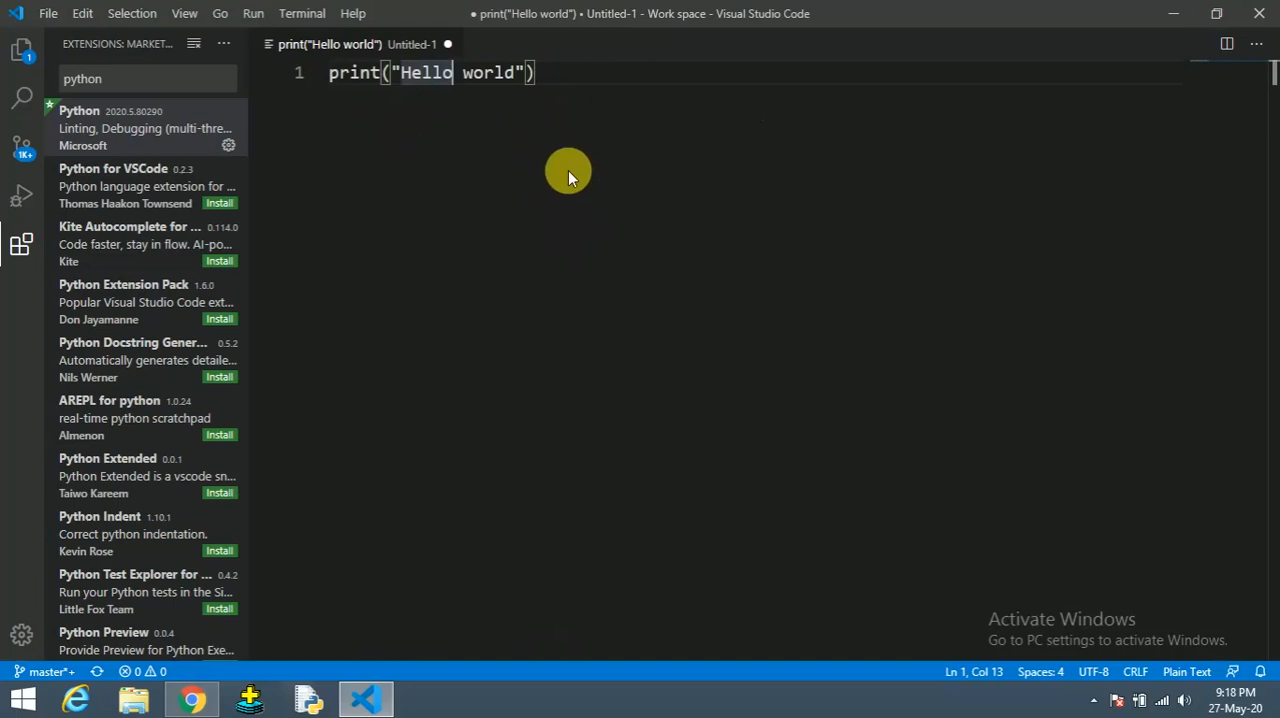 File Edit Selection View Go Run Terminal Help
● print("Hello world") • Untitled-1 - Work space - Visual Studio Code
EXTENSIONS: MARKET...
print("Hello world") Untitled-1 ●
python
1 print("Hello world")
1
1K+
Python 2020.5.80290
Linting, Debugging (multi-thre...
Microsoft
Python for VSCode 0.2.3
Python language extension for ...
Thomas Haakon Townsend Install
Kite Autocomplete for ... 0.114.0
Code faster, stay in flow. AI-po...
Kite Install
Python Extension Pack 1.6.0
Popular Visual Studio Code ext...
Don Jayamanne Install
Python Docstring Gener... 0.5.2
Automatically generates detaile...
Nils Werner Install
AREPL for python 1.0.24
real-time python scratchpad
Almenon Install
Python Extended 0.0.1
Python Extended is a vscode sn...
Taiwo Kareem Install
Python Indent 1.10.1
Correct python indentation.
Kevin Rose Install
Python Test Explorer for ... 0.4.2
Run your Python tests in the Si...
Little Fox Team Install
Python Preview 0.0.4
Provide Preview for Python Exe...
Activate Windows
Go to PC settings to activate Windows.
master*+ 0 0 Ln 1, Col 13 Spaces: 4 UTF-8 CRLF Plain Text
9:18 PM
27-May-20